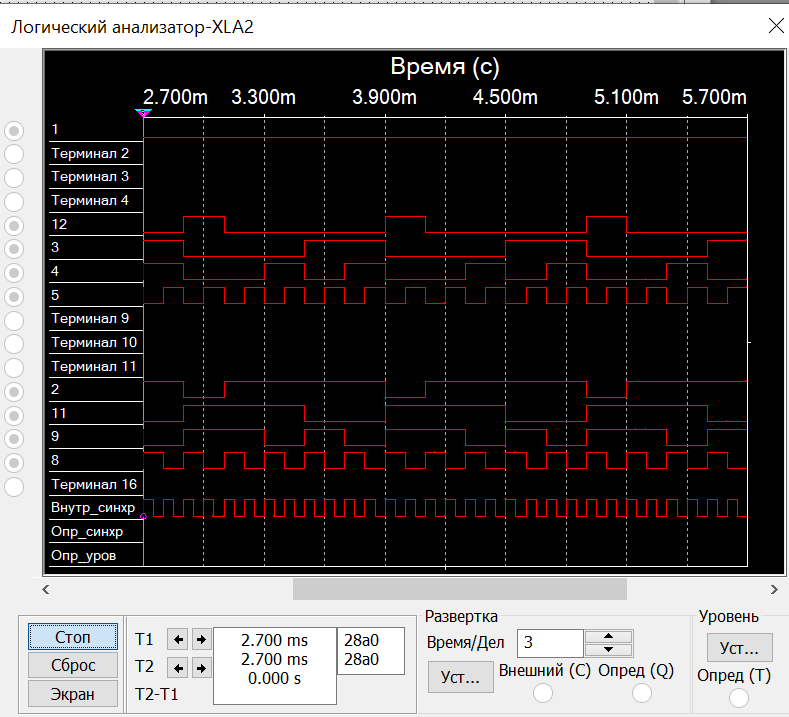 Логический анализатор-XLA2
Время (с)
2.700m 3.300m 3.900m 4.500m 5.100m 5.700m
1
Терминал 2
Терминал 3
Терминал 4
12
3
4
5
Терминал 9
Терминал 10
Терминал 11
2
11
9
8
Терминал 16
Внутр_синхр
Опр_синхр
Опр_уров
Стоп
Сброс
Экран
T1
T2
T2-T1
2.700 ms
2.700 ms
0.000 s
28a0
28a0
Развертка
Время/Дел 3
Уст...
Внешний (C) Опред (Q)
Уровень
Уст...
Опред (T)